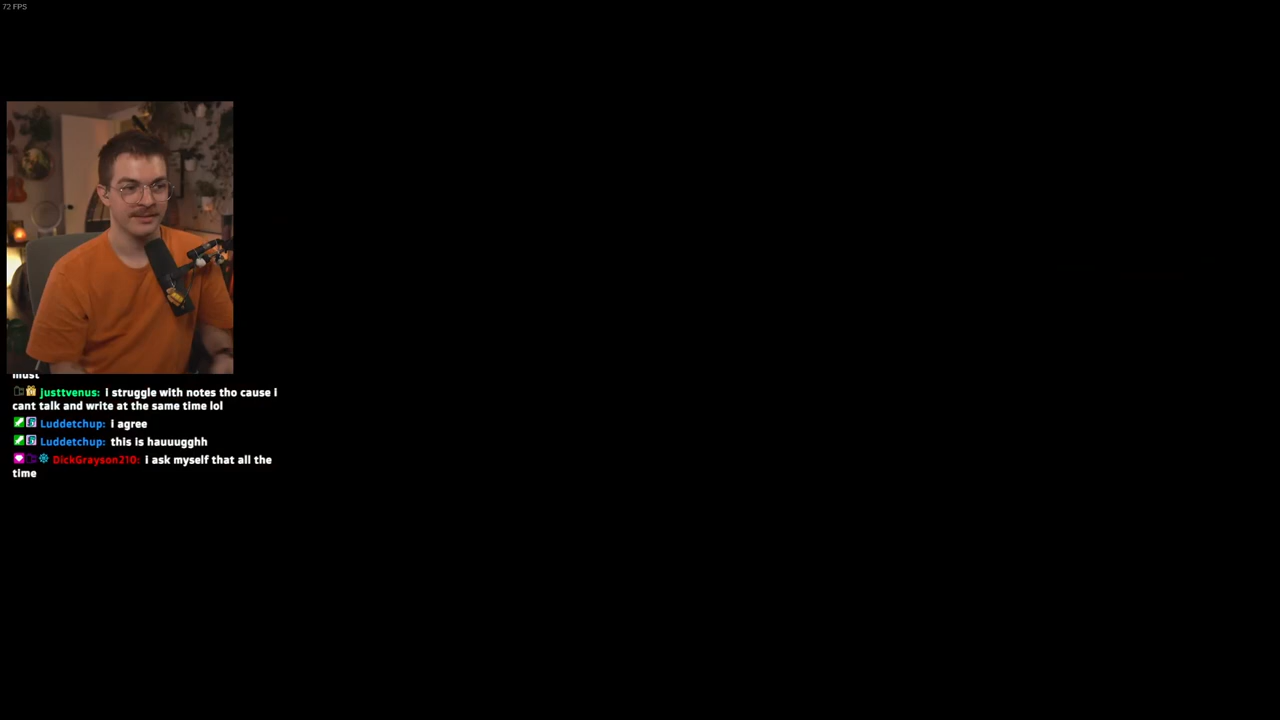 72 FPS
must
justtvenus: i struggle with notes tho cause i
cant talk and write at the same time lol
Luddetchup: i agree
Luddetchup: this is hauuugghh
DickGrayson210: i ask myself that all the
time